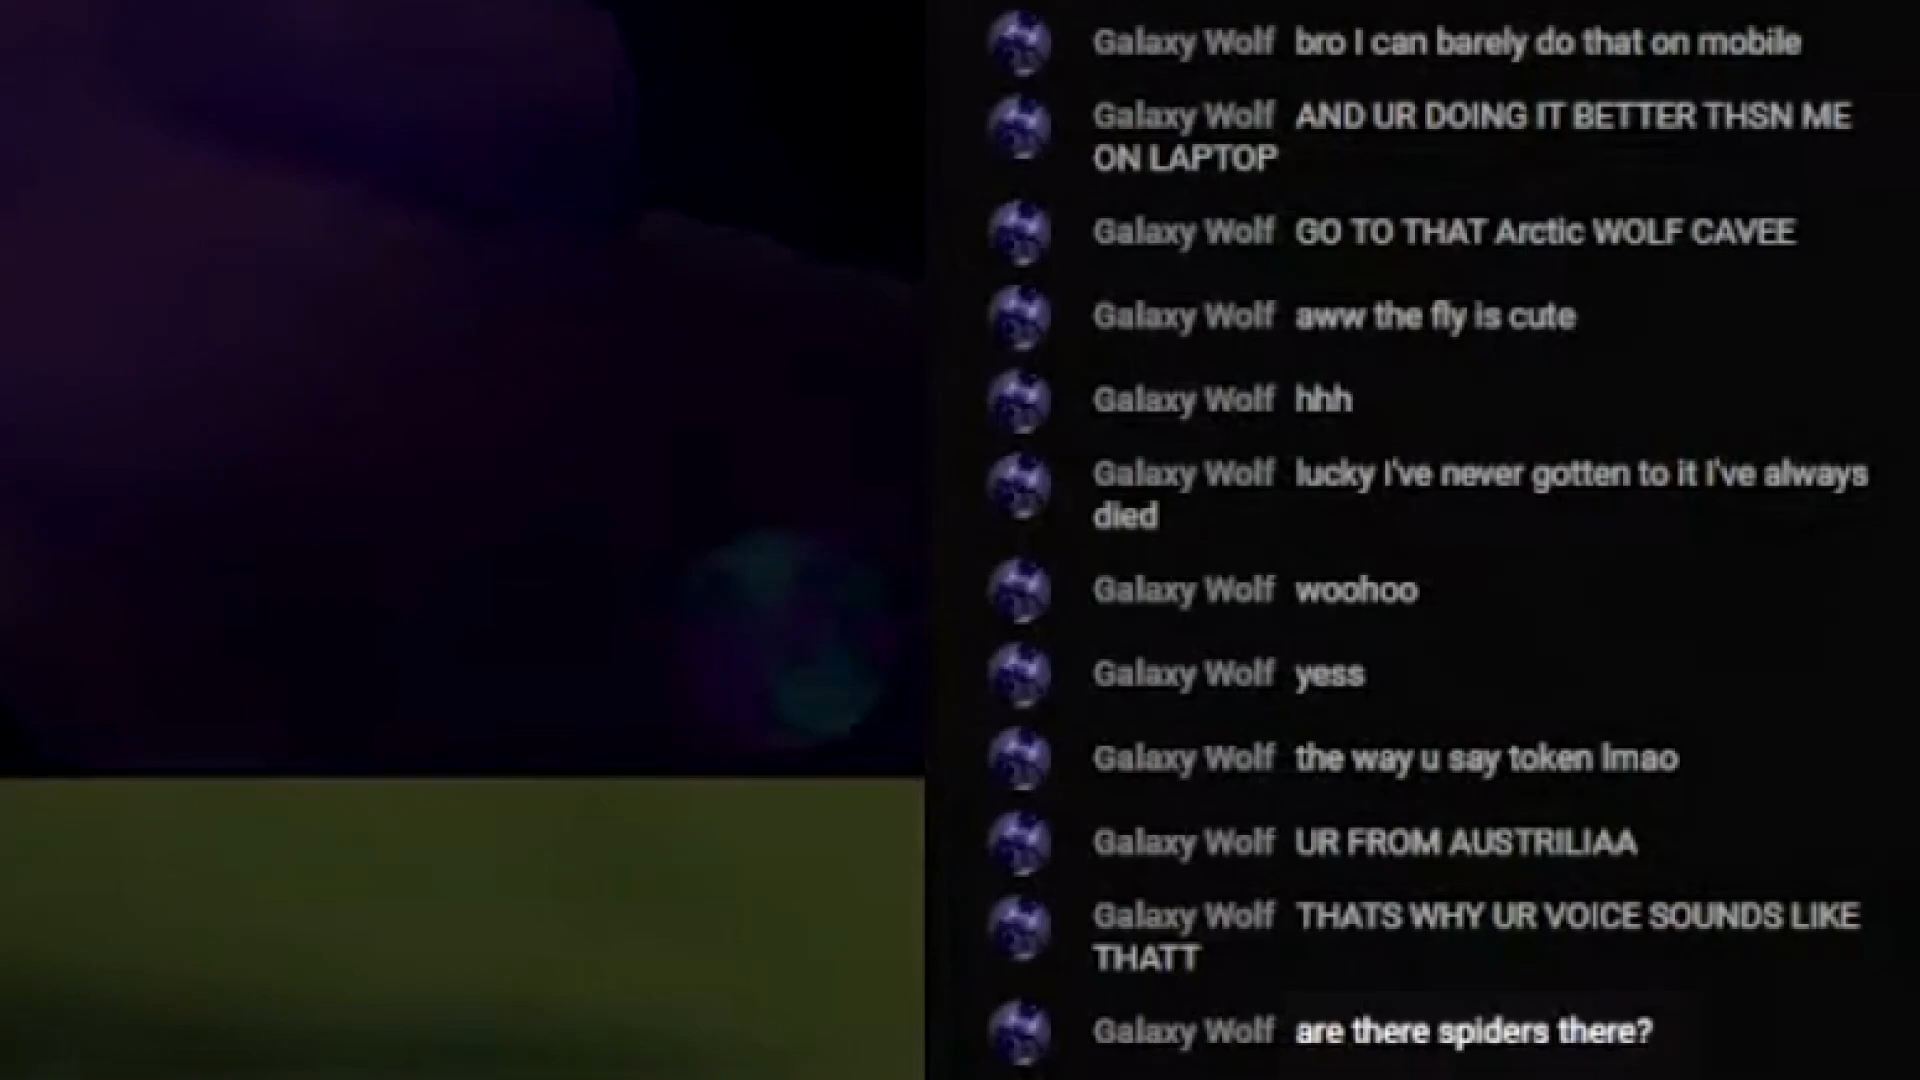 Galaxy Wolf bro I can barely do that on mobile
Galaxy Wolf AND UR DOING IT BETTER THSN ME
ON LAPTOP
Galaxy Wolf GO TO THAT Arctic WOLF CAVEE
Galaxy Wolf aww the fly is cute
Galaxy Wolf hhh
Galaxy Wolf lucky I've never gotten to it I've always
died
Galaxy Wolf woohoo
Galaxy Wolf yess
Galaxy Wolf the way u say token lmao
Galaxy Wolf UR FROM AUSTRILIAA
Galaxy Wolf THATS WHY UR VOICE SOUNDS LIKE
THATT
Galaxy Wolf are there spiders there?